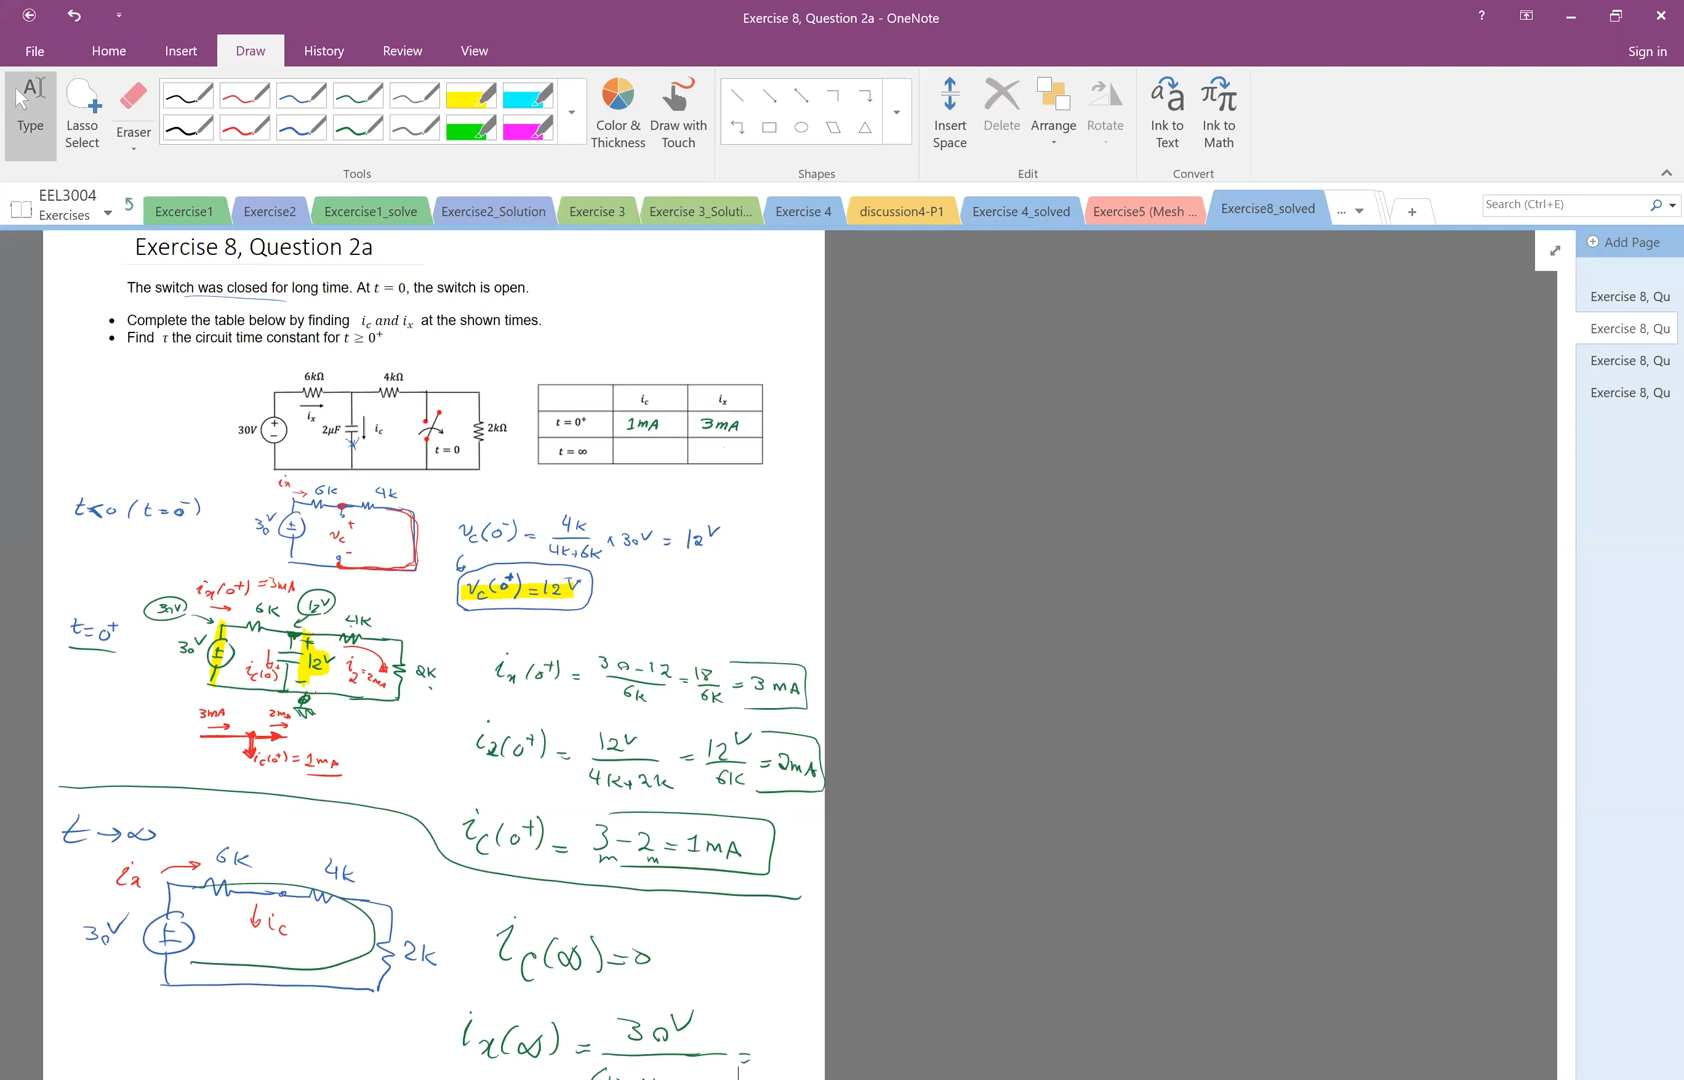 Exercise 8, Question 2a - OneNote
?
File Home Insert Draw History Review View Sign in
Type
Lasso Select
Eraser
Color & Thickness
Draw with Touch
Insert Space
Delete
Arrange
Rotate
Ink to Text
Ink to Math
Tools Shapes Edit Convert
EEL3004 Exercises
Excercise1 Exercise2 Excercise1_solve Exercise2_Solution Exercise 3 Exercise 3_Soluti... Exercise 4 discussion4-P1 Exercise 4_solved Exercise5 (Mesh ... Exercise8_solved ... +
Search (Ctrl+E)
Add Page
Exercise 8, Qu
Exercise 8, Qu
Exercise 8, Qu
Exercise 8, Qu
Exercise 8, Question 2a
The switch was closed for long time. At t = 0, the switch is open.
• Complete the table below by finding i_c and i_x at the shown times.
• Find τ the circuit time constant for t ≥ 0⁺
6kΩ 4kΩ
i_x
30V 2μF i_c 2kΩ
t = 0
i_c i_x
t = 0⁺ 1mA 3mA
t = ∞
t<0 (t=0⁻)
i_x 6K 4K
30V v_c
v_c(0⁻) = 4K/(4K+6K) × 30V = 12V
v_c(0⁺) = 12V
t=0⁺
i_x(0⁺) = 3mA
30V 6K 12V 4K
30V i_c(0⁺) 12V i_2=2mA 2K
3mA 2mA
i_c(0⁺) = 1mA
i_x(0⁺) = (30-12)/6K = 18/6K = 3mA
i_2(0⁺) = 12V/(4K+2K) = 12V/6K = 2mA
i_c(0⁺) = 3m - 2m = 1mA
t→∞
i_x 6K 4K
30V i_c 2K
i_c(∞) = 0
i_x(∞) = 30V =